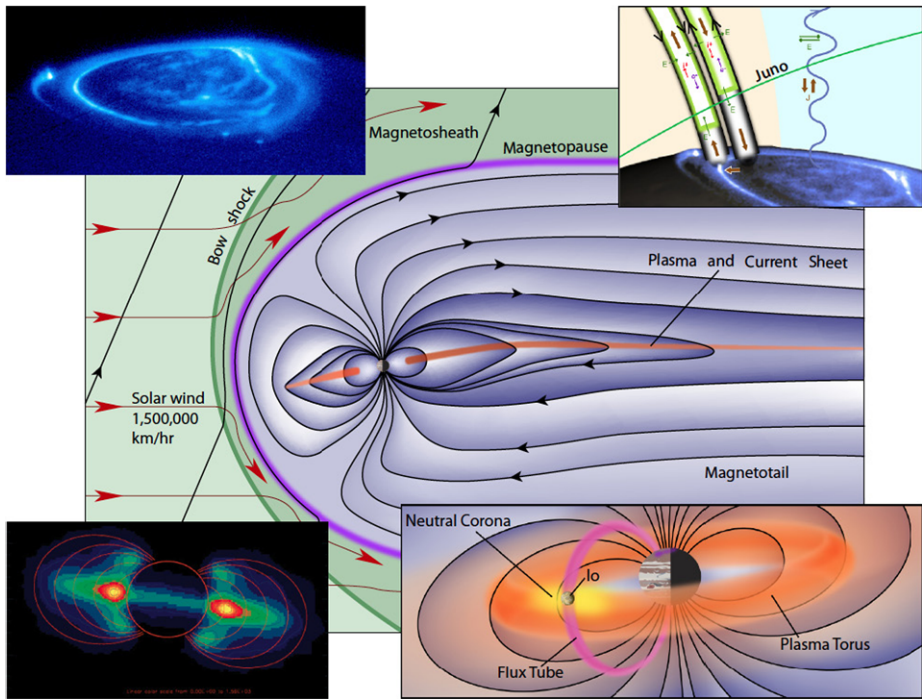 Juno
E
E
E
E
J
Magnetosheath
Magnetopause
Bow shock
Plasma and Current Sheet
Solar wind
1,500,000
km/hr
Magnetotail
Neutral Corona
Io
Flux Tube
Plasma Torus